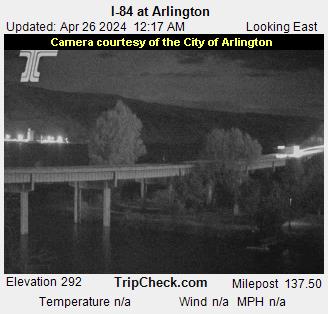 I-84 at Arlington
Updated: Apr 26 2024 12:17 AM Looking East
Camera courtesy of the City of Arlington
Elevation 292 TripCheck.com Milepost 137.50
Temperature n/a Wind n/a MPH n/a